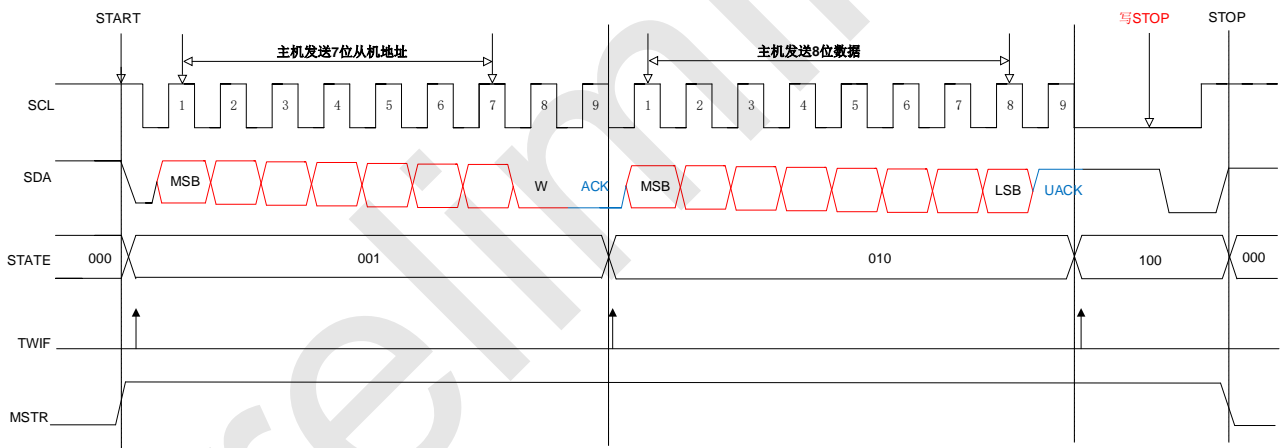 START
写STOP
STOP
主机发送7位从机地址
主机发送8位数据
SCL
1 2 3 4 5 6 7 8 9 1 2 3 4 5 6 7 8 9
SDA
MSB W ACK MSB LSB UACK
STATE
000 001 010 100 000
TWIF
MSTR